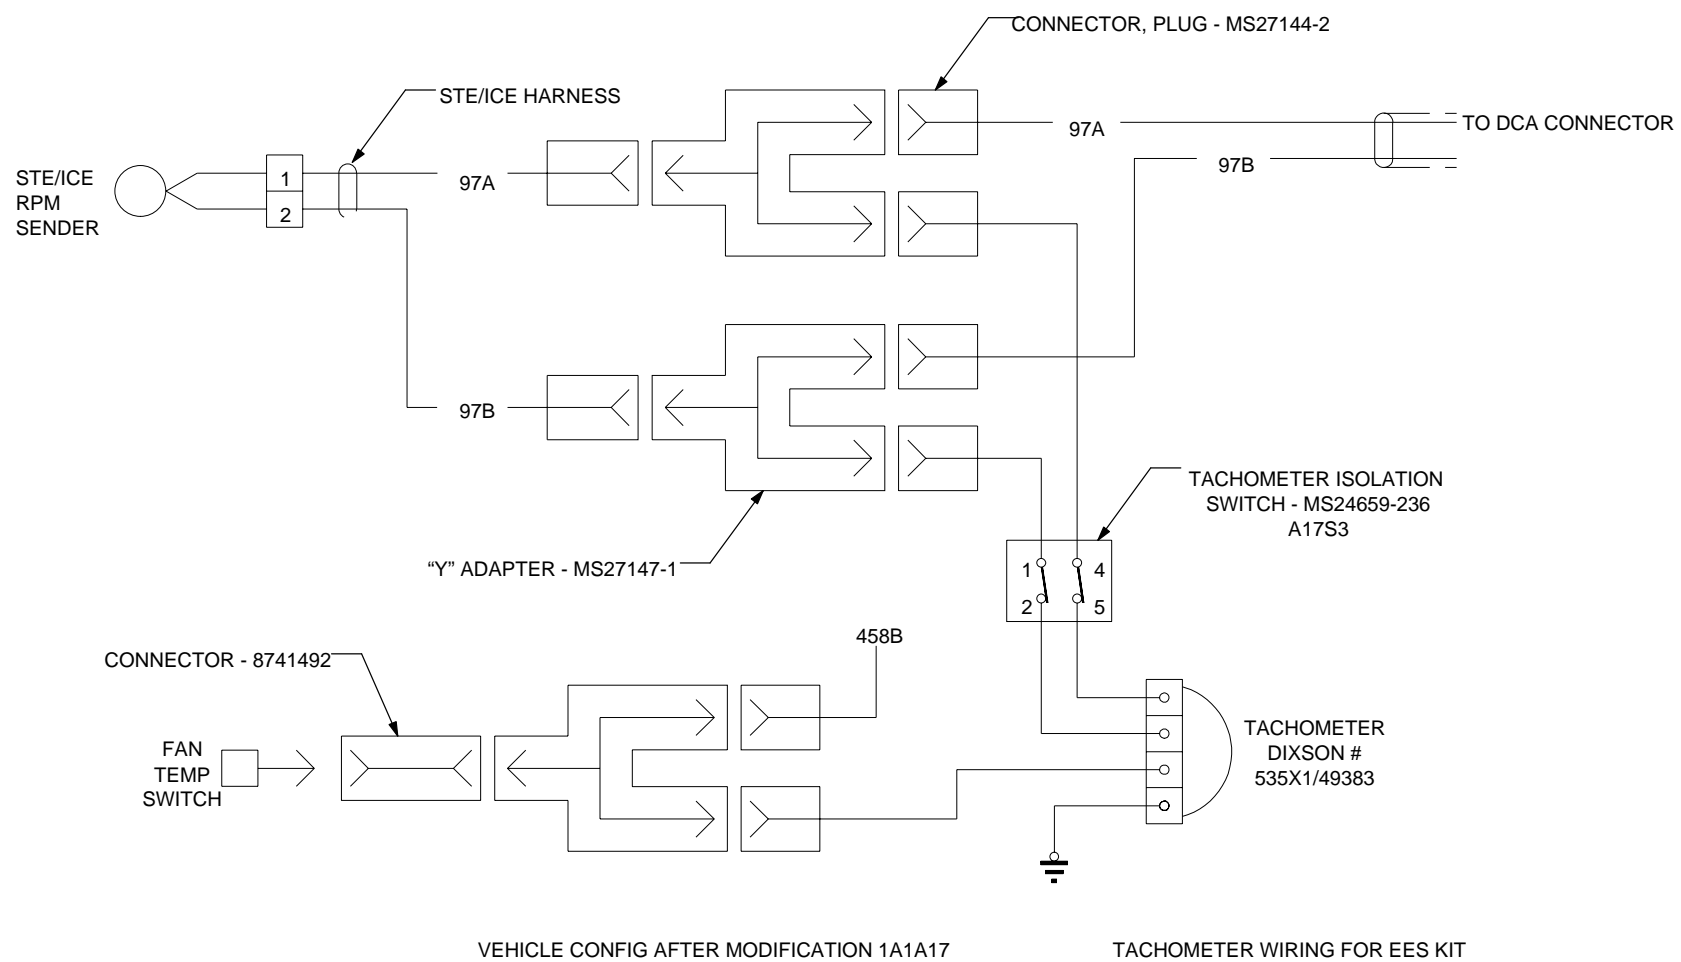 CONNECTOR, PLUG - MS27144-2
STE/ICE HARNESS
97A
TO DCA CONNECTOR
97B
STE/ICE
RPM
SENDER
1
2
97A
97B
TACHOMETER ISOLATION
SWITCH - MS24659-236
A17S3
“Y” ADAPTER - MS27147-1
1
4
2
5
458B
CONNECTOR - 8741492
FAN
TEMP
SWITCH
TACHOMETER
DIXSON #
535X1/49383
VEHICLE CONFIG AFTER MODIFICATION 1A1A17
TACHOMETER WIRING FOR EES KIT